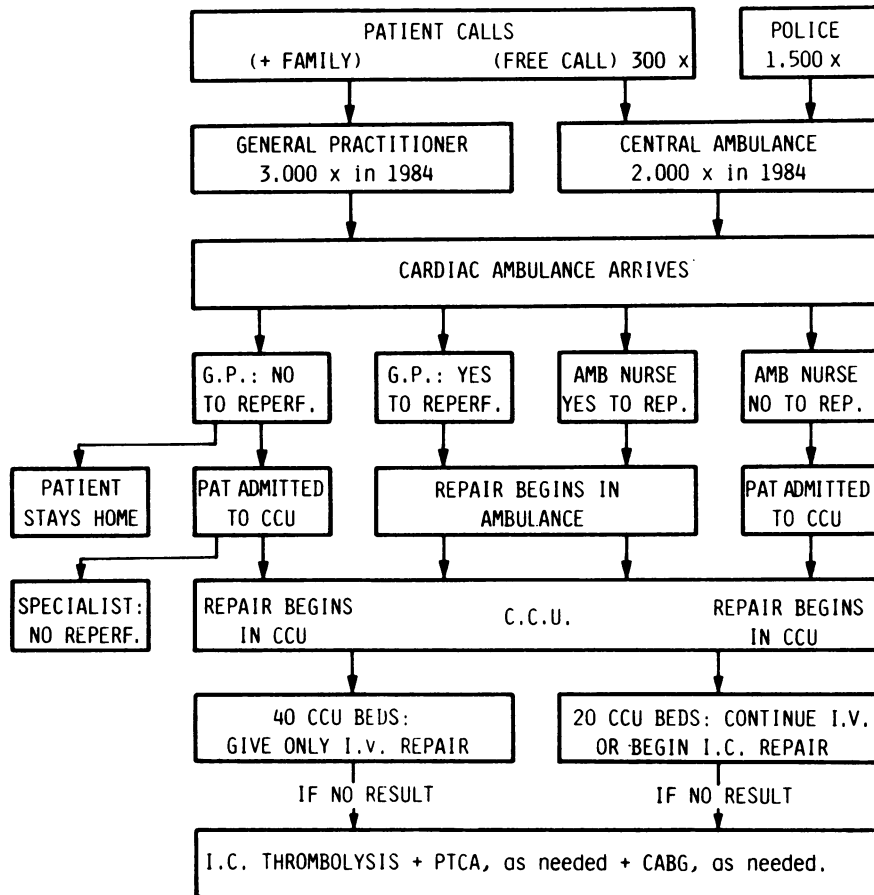 PATIENT CALLS
(+ FAMILY) (FREE CALL) 300 x
POLICE
1.500 x
GENERAL PRACTITIONER
3.000 x in 1984
CENTRAL AMBULANCE
2.000 x in 1984
CARDIAC AMBULANCE ARRIVES
G.P.: NO
TO REPERF.
G.P.: YES
TO REPERF.
AMB NURSE
YES TO REP.
AMB NURSE
NO TO REP.
PATIENT
STAYS HOME
PAT ADMITTED
TO CCU
REPAIR BEGINS IN
AMBULANCE
PAT ADMITTED
TO CCU
SPECIALIST:
NO REPERF.
REPAIR BEGINS
IN CCU
C.C.U.
REPAIR BEGINS
IN CCU
40 CCU BEDS:
GIVE ONLY I.V. REPAIR
20 CCU BEDS: CONTINUE I.V.
OR BEGIN I.C. REPAIR
IF NO RESULT
IF NO RESULT
I.C. THROMBOLYSIS + PTCA, as needed + CABG, as needed.